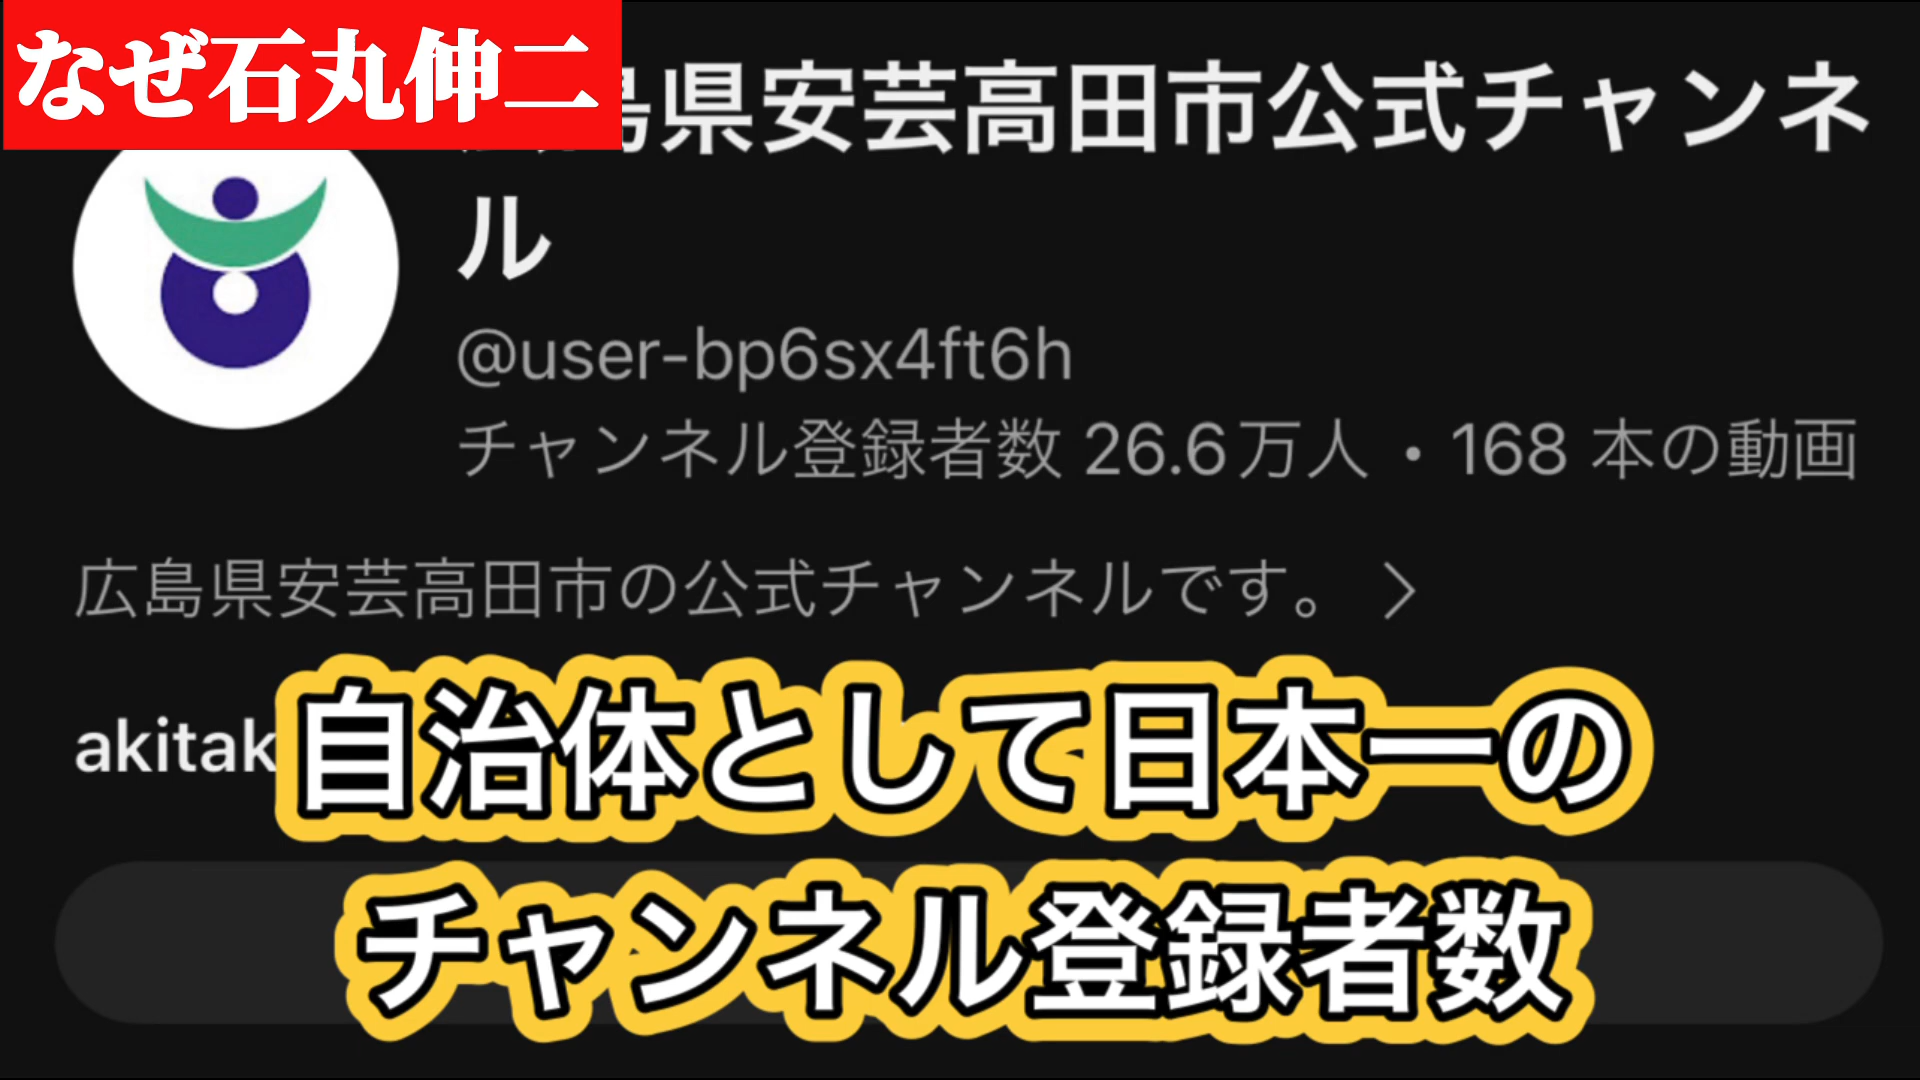 なぜ石丸伸二
島県安芸高田市公式チャンネ
ル
@user-bp6sx4ft6h
チャンネル登録者数 26.6万人・168 本の動画
広島県安芸高田市の公式チャンネルです。 >
akitak
自治体として日本一の
チャンネル登録者数